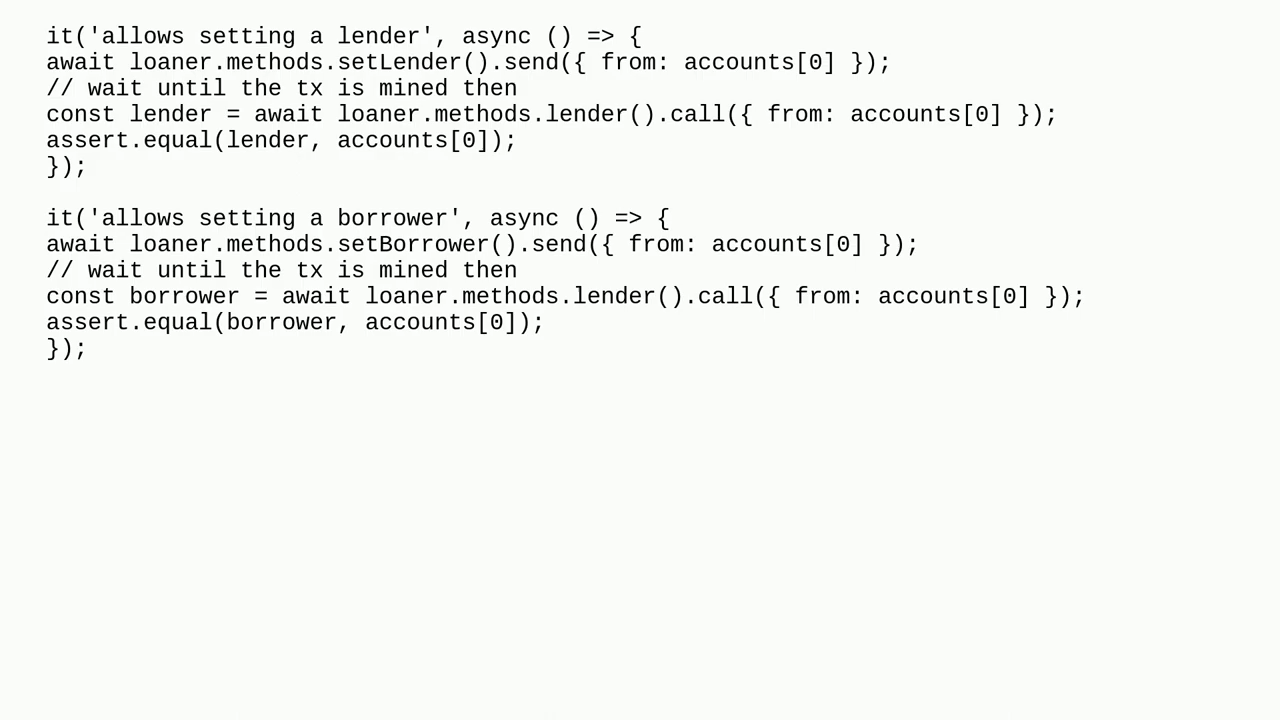 it('allows setting a lender', async () => {
await loaner.methods.setLender().send({ from: accounts[0] });
// wait until the tx is mined then
const lender = await loaner.methods.lender().call({ from: accounts[0] });
assert.equal(lender, accounts[0]);
});

it('allows setting a borrower', async () => {
await loaner.methods.setBorrower().send({ from: accounts[0] });
// wait until the tx is mined then
const borrower = await loaner.methods.lender().call({ from: accounts[0] });
assert.equal(borrower, accounts[0]);
});